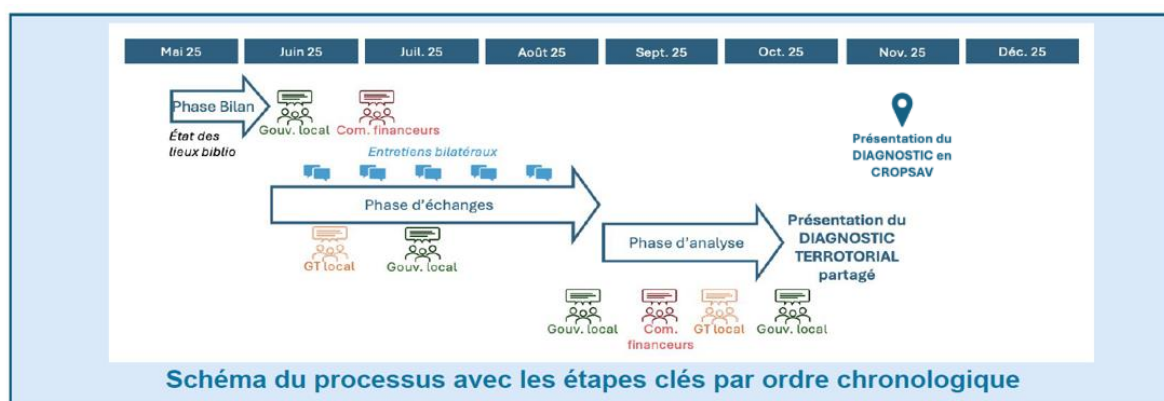 Mai 25
Juin 25
Juil. 25
Août 25
Sept. 25
Oct. 25
Nov. 25
Déc. 25
Phase Bilan
État des
lieux biblio
Gouv. local
Com. financeurs
Entretiens bilatéraux
Phase d'échanges
GT local
Gouv. local
Phase d'analyse
Gouv. local
Com.
financeurs
GT local
Gouv. local
Présentation du
DIAGNOSTIC
TERROTORIAL
partagé
Présentation du
DIAGNOSTIC en
CROPSAV
Schéma du processus avec les étapes clés par ordre chronologique